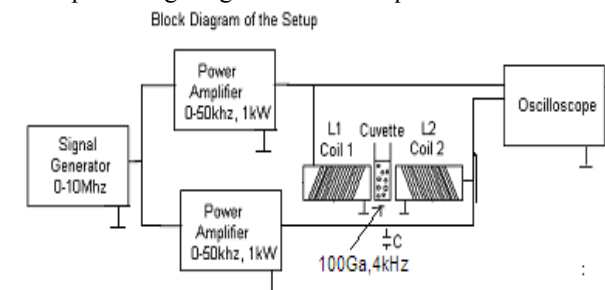 Block Diagram of the Setup
Power
Amplifier
0-50khz, 1kW
Signal
Generator
0-10Mhz
L1
Coil 1
Cuvette
L2
Coil 2
Oscilloscope
Power
Amplifier
0-50khz, 1kW
C
100Ga,4kHz
: